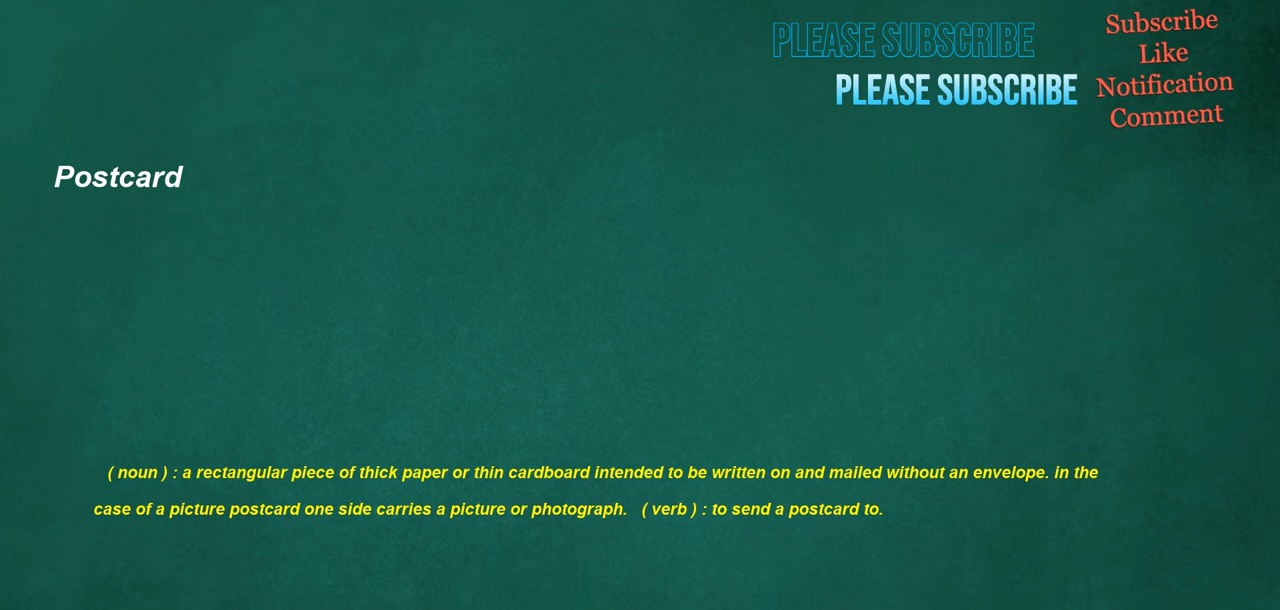 PLEASE SUBSCRIBE
PLEASE SUBSCRIBE
Subscribe
Like
Notification
Comment
Postcard
( noun ) : a rectangular piece of thick paper or thin cardboard intended to be written on and mailed without an envelope. in the
case of a picture postcard one side carries a picture or photograph. ( verb ) : to send a postcard to.